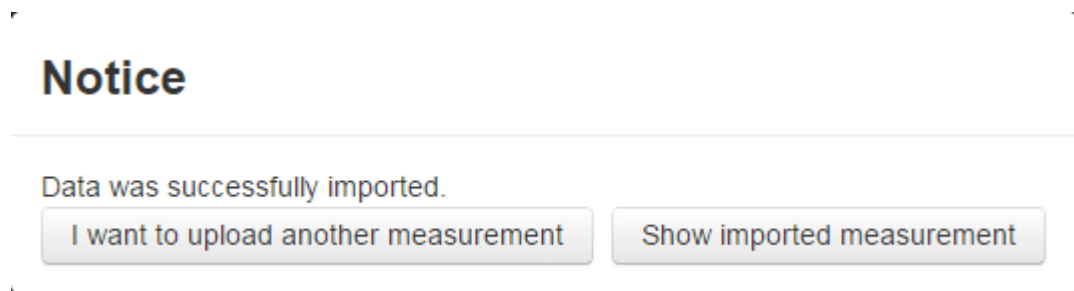 Notice
Data was successfully imported.
I want to upload another measurement Show imported measurement